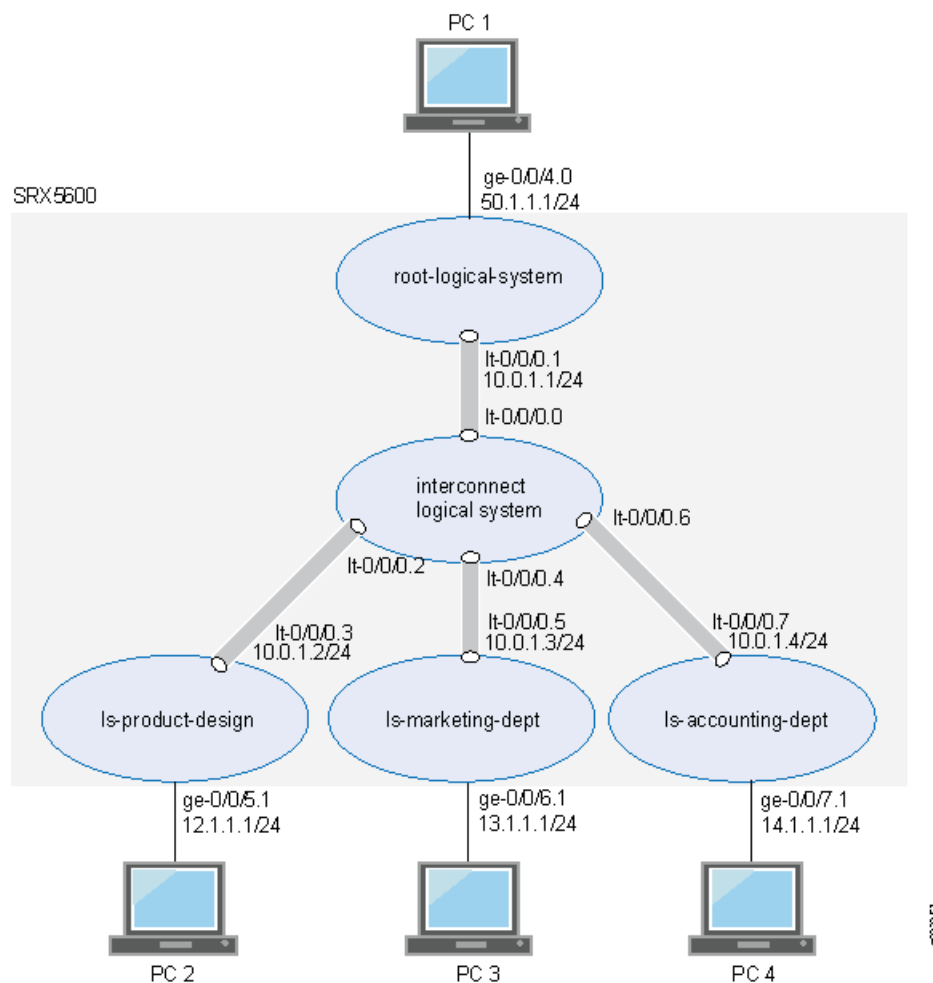 PC 1
ge-0/0/4.0
50.1.1.1/24
SRX5600
root-logical-system
lt-0/0/0.1
10.0.1.1/24
lt-0/0/0.0
interconnect
logical system
lt-0/0/0.6
lt-0/0/0.2
lt-0/0/0.4
lt-0/0/0.3
10.0.1.2/24
lt-0/0/0.5
10.0.1.3/24
lt-0/0/0.7
10.0.1.4/24
ls-product-design
ls-marketing-dept
ls-accounting-dept
ge-0/0/5.1
12.1.1.1/24
ge-0/0/6.1
13.1.1.1/24
ge-0/0/7.1
14.1.1.1/24
PC 2
PC 3
PC 4